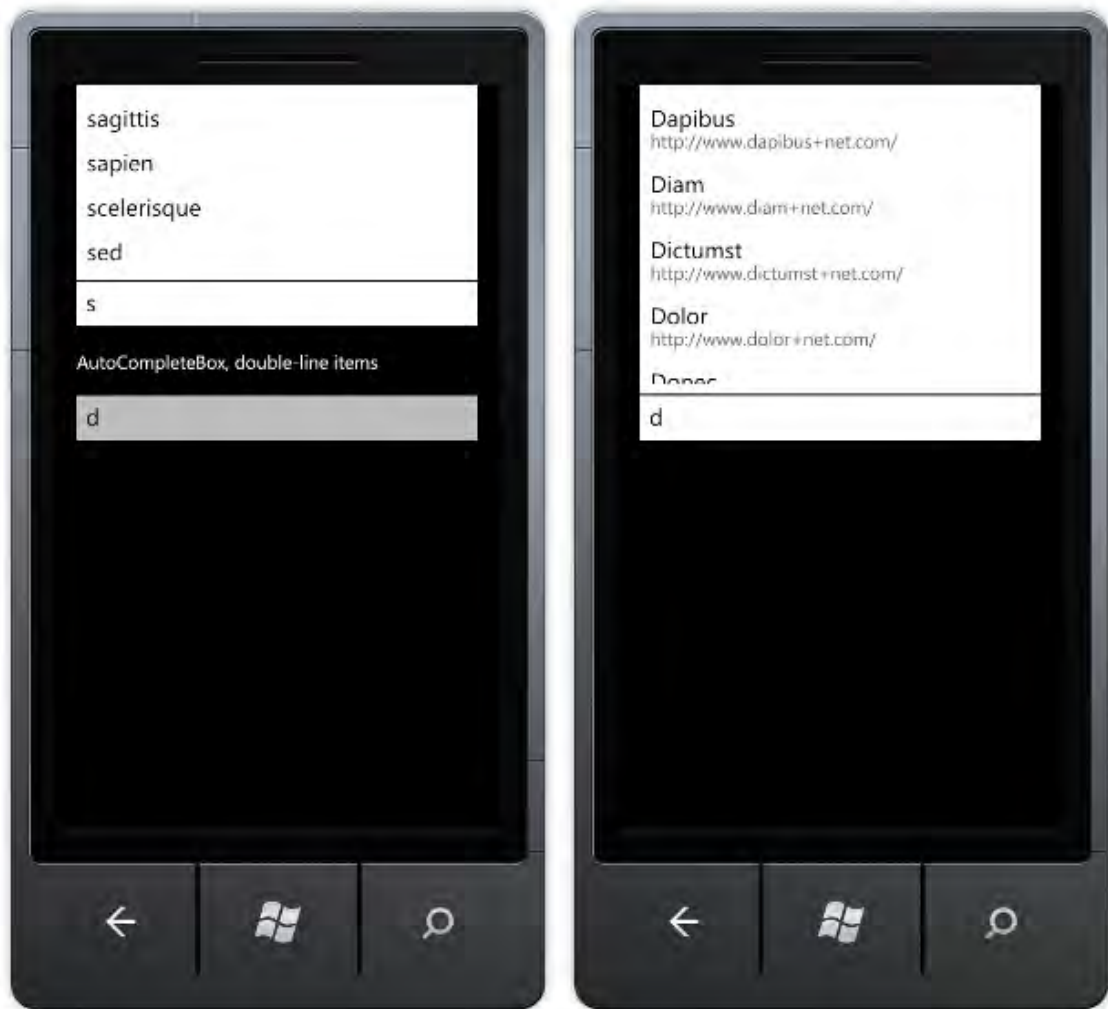 sagittis
sapien
scelerisque
sed
s
AutoCompleteBox, double-line items
d
Dapibus
http://www.dapibus+net.com/
Diam
http://www.diam+net.com/
Dictumst
http://www.dictumst+net.com/
Dolor
http://www.dolor+net.com/
Donec
d